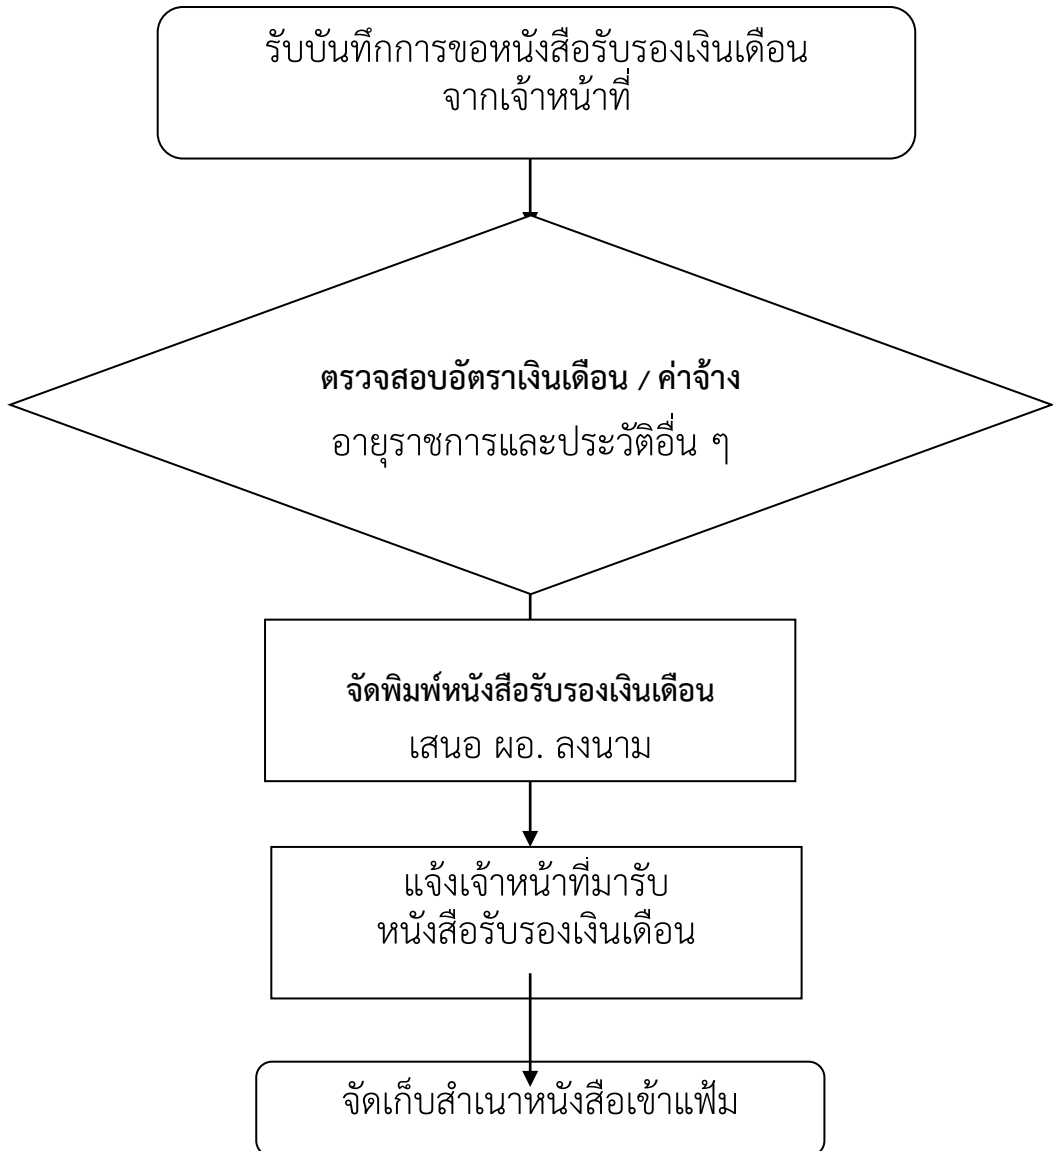 รับบันทึกการขอหนังสือรับรองเงินเดือน
จากเจ้าหน้าที่
ตรวจสอบอัตราเงินเดือน / ค่าจ้าง
อายุราชการและประวัติอื่น ๆ
จัดพิมพ์หนังสือรับรองเงินเดือน
เสนอ ผอ. ลงนาม
แจ้งเจ้าหน้าที่มารับ
หนังสือรับรองเงินเดือน
จัดเก็บสำเนาหนังสือเข้าแฟ้ม